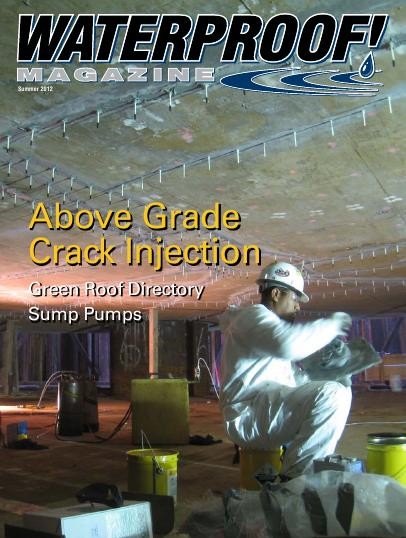 WATERPROOF!
MAGAZINE
Summer 2012
Above Grade
Crack Injection
Green Roof Directory
Sump Pumps